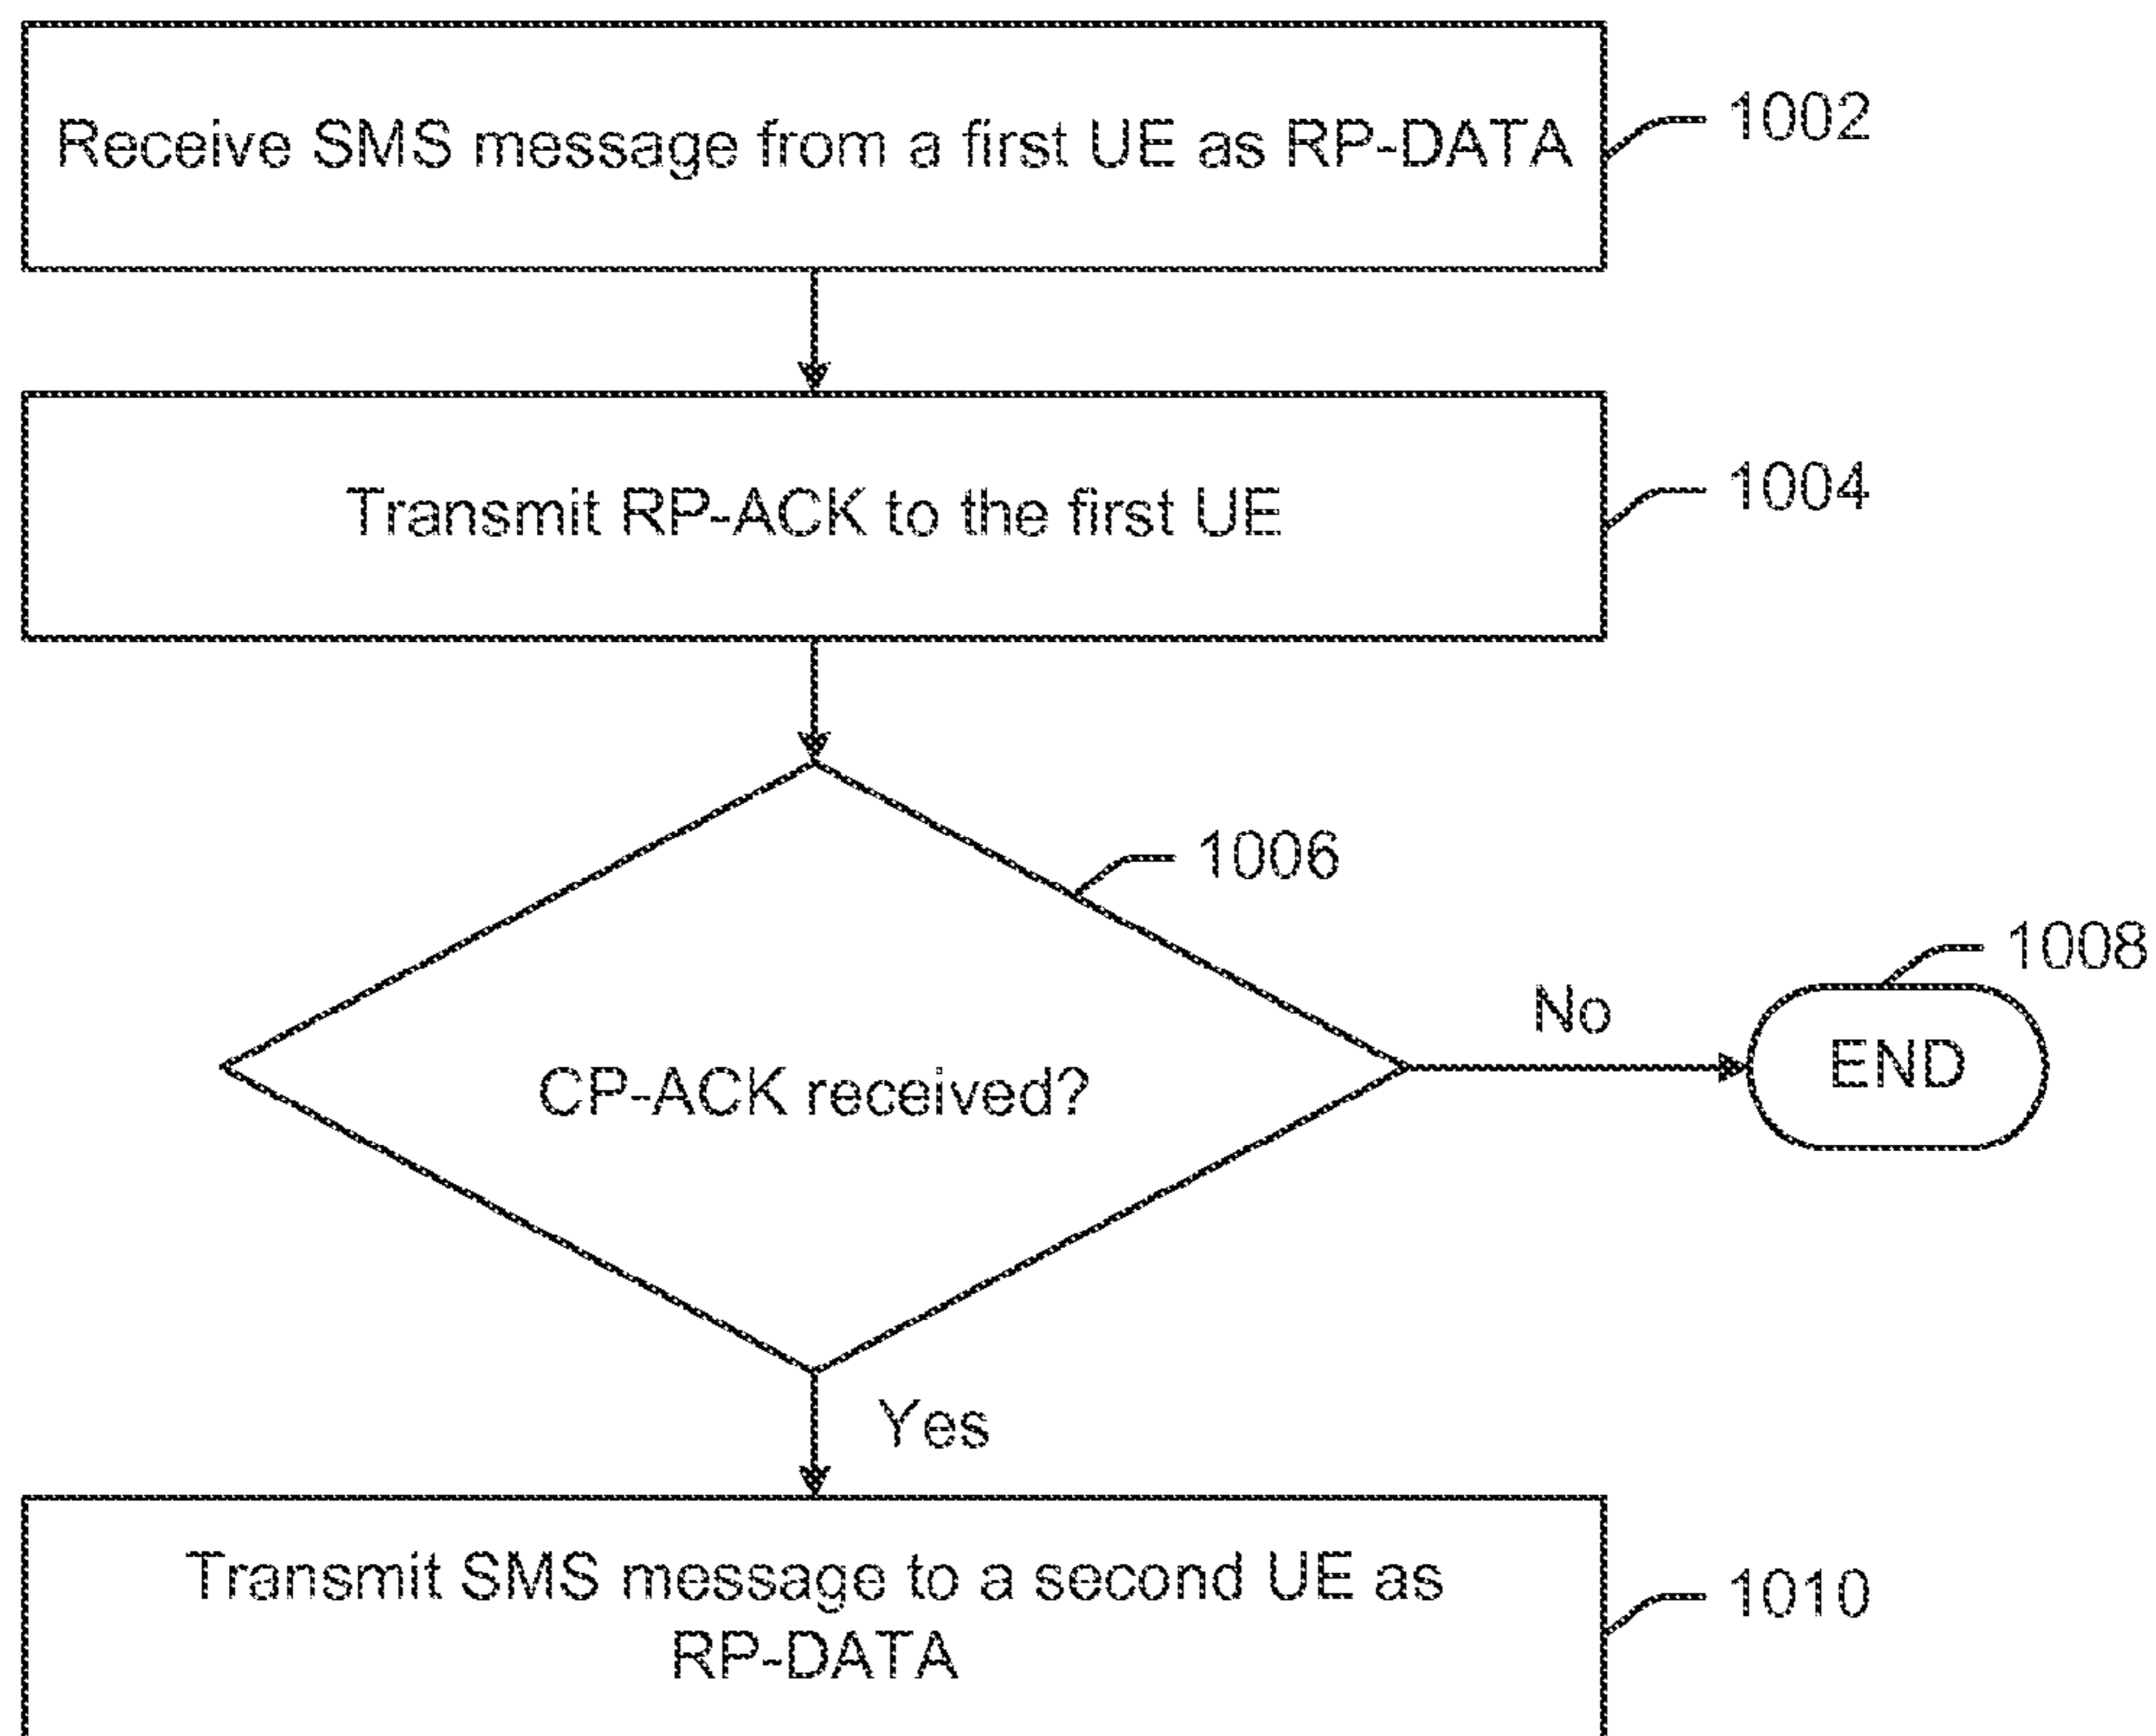 Receive SMS message from a first UE as RP-DATA
1002
Transmit RP-ACK to the first UE
1004
1006
CP-ACK received?
No
1008
END
Yes
Transmit SMS message to a second UE as
RP-DATA
1010